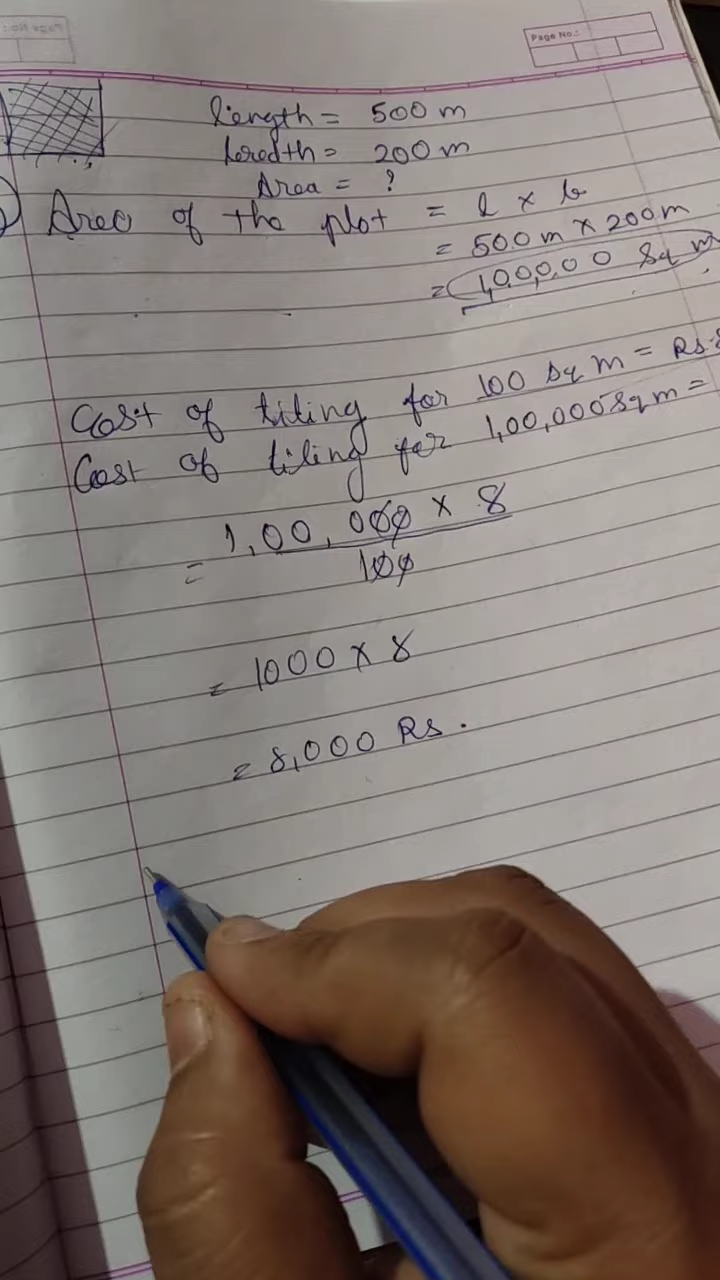 Page No.:
length = 500 m
bredth = 200 m
Area = ?
Area of the plot = l × b
= 500 m × 200 m
= 1,00,000 sq m
Cost of tiling for 100 sq m = Rs. 8
Cost of tiling for 1,00,000 sq m =
= 1,00,000 × 8
100
= 1000 × 8
= 8,000 Rs.